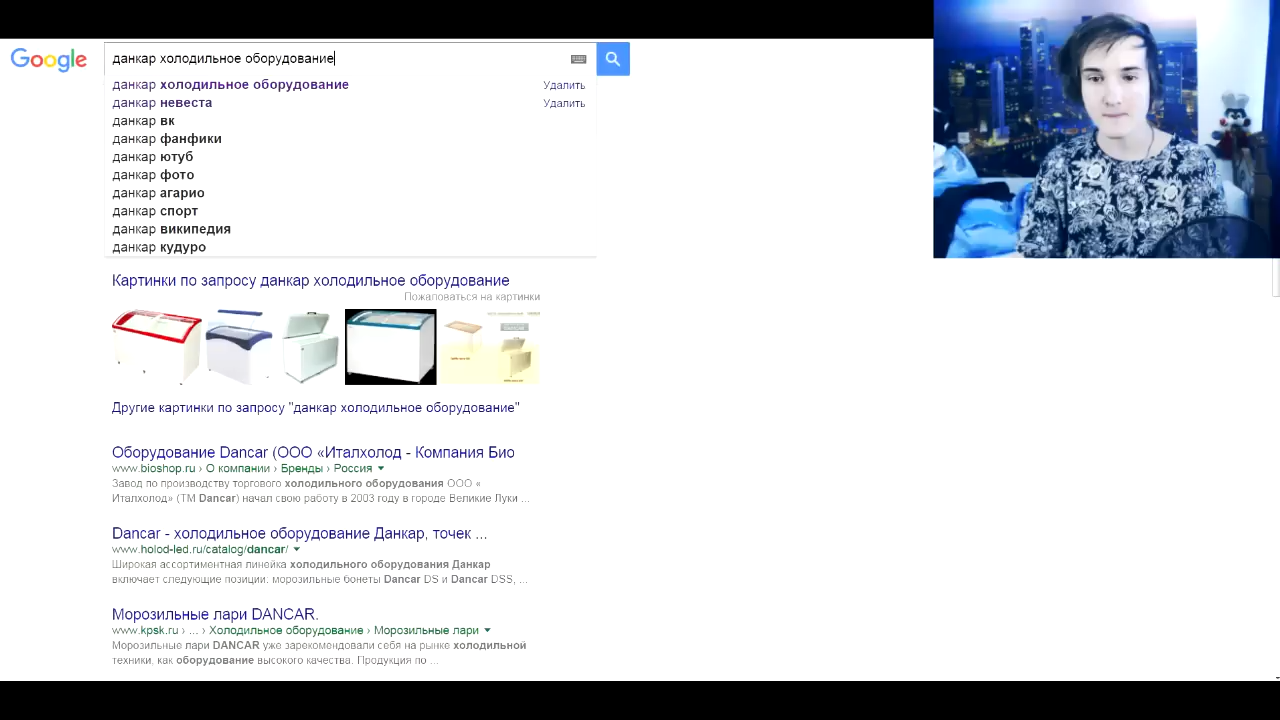 Google
данкар холодильное оборудование
данкар холодильное оборудование Удалить
данкар невеста Удалить
данкар вк
данкар фанфики
данкар ютуб
данкар фото
данкар агарио
данкар спорт
данкар википедия
данкар кудуро
Картинки по запросу данкар холодильное оборудование
Пожаловаться на картинки
Другие картинки по запросу "данкар холодильное оборудование"
Оборудование Dancar (ООО «Италхолод - Компания Био
www.bioshop.ru › О компании › Бренды › Россия
Завод по производству торгового холодильного оборудования ООО «
Италхолод» (ТМ Dancar) начал свою работу в 2003 году в городе Великие Луки ...
Dancar - холодильное оборудование Данкар, точек ...
www.holod-led.ru/catalog/dancar/
Широкая ассортиментная линейка холодильного оборудования Данкар
включает следующие позиции: морозильные бонеты Dancar DS и Dancar DSS, ...
Морозильные лари DANCAR.
www.kpsk.ru › ... › Холодильное оборудование › Морозильные лари
Морозильные лари DANCAR уже зарекомендовали себя на рынке холодильной
техники, как оборудование высокого качества. Продукция по ...